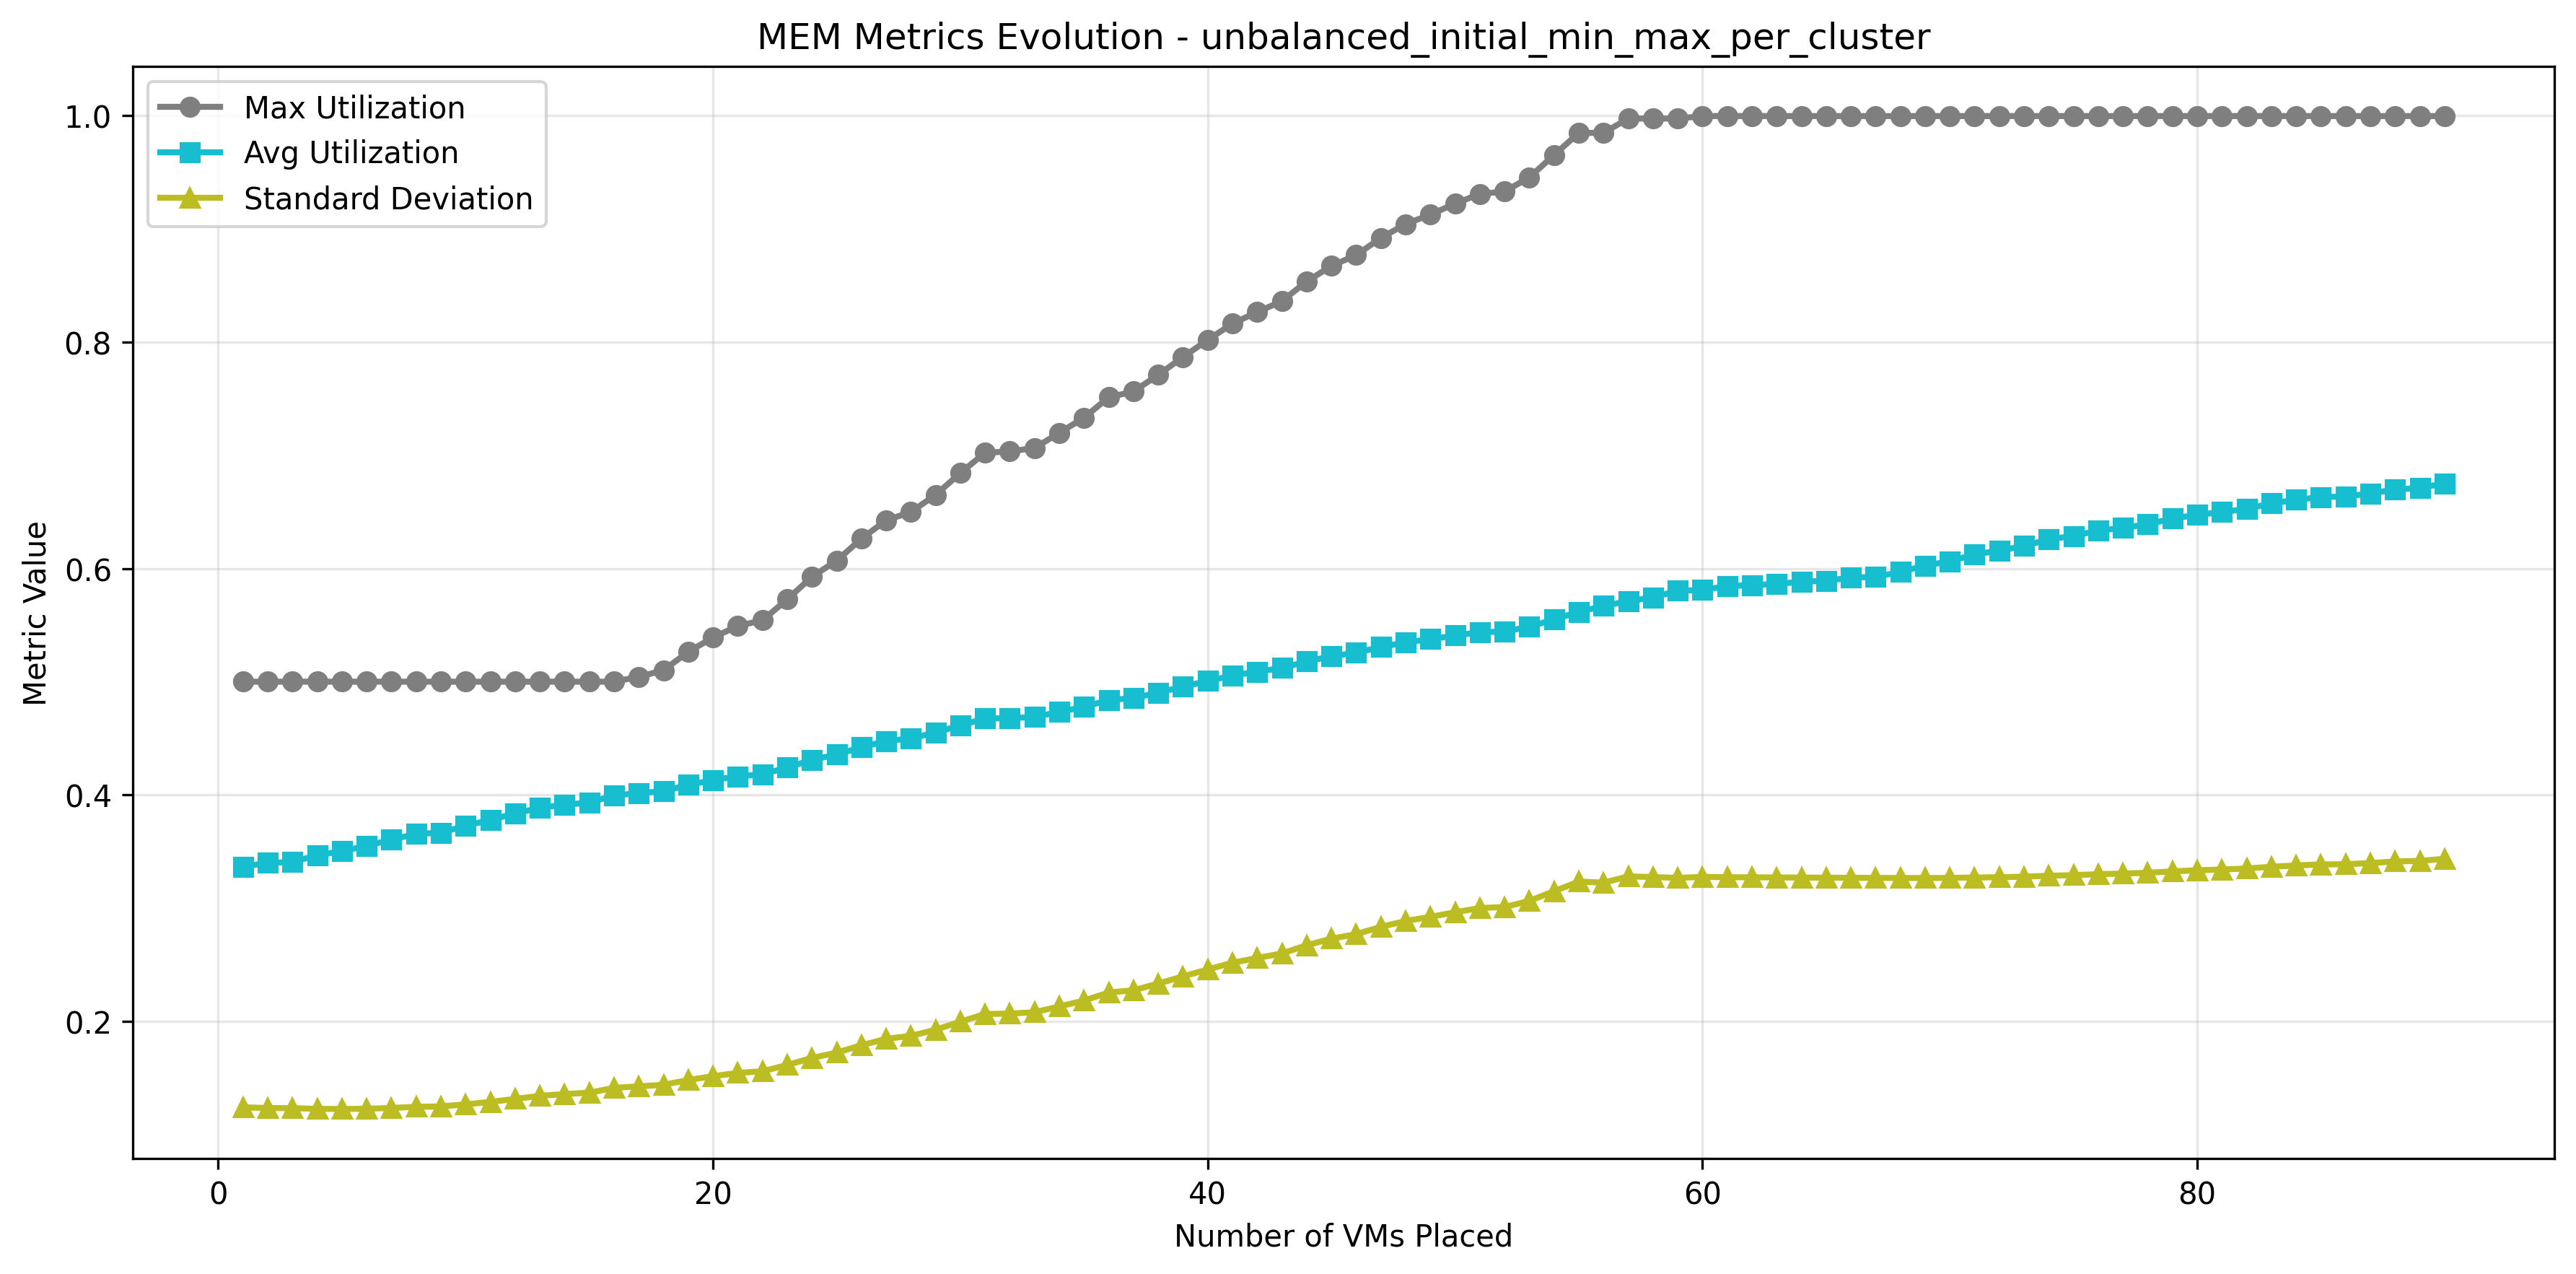 MEM Metrics Evolution - unbalanced_initial_min_max_per_cluster
Max Utilization
Avg Utilization
Standard Deviation
Metric Value
1.0
0.8
0.6
0.4
0.2
0 20 40 60 80
Number of VMs Placed